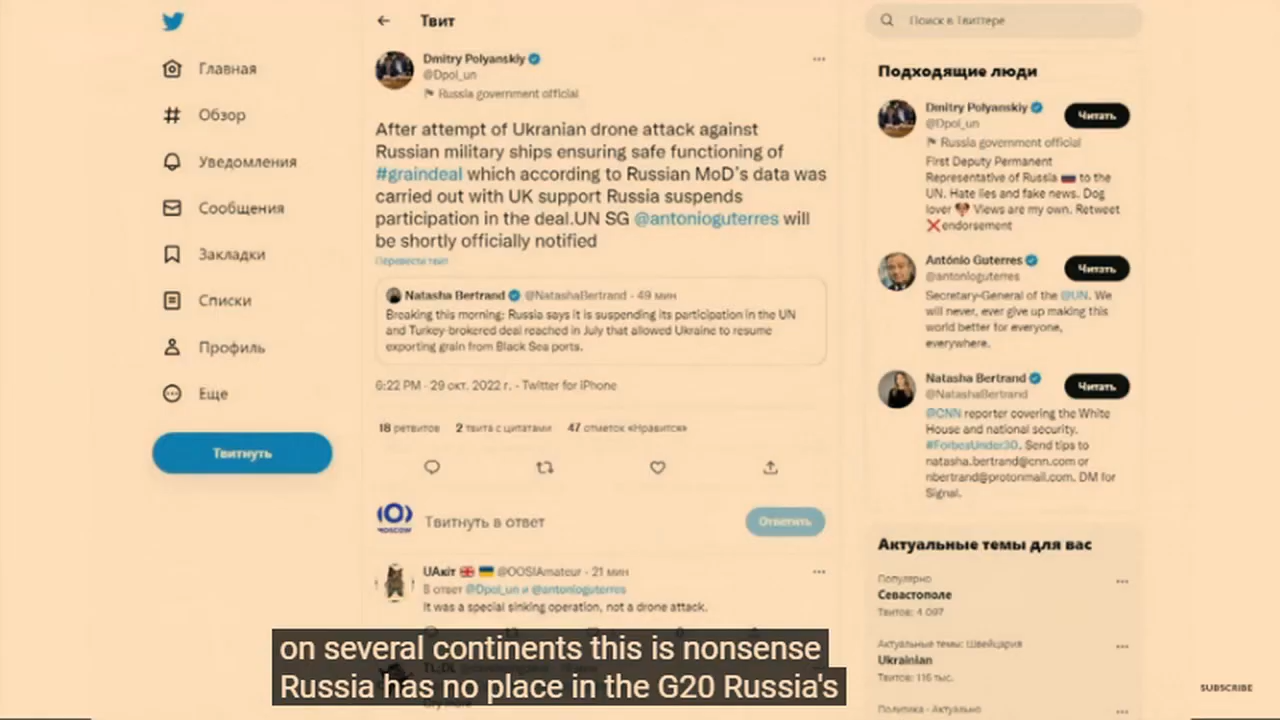 Твит
Поиск в Твиттере
Главная
Обзор
Уведомления
Сообщения
Закладки
Списки
Профиль
Еще
Твитнуть
Dmitry Polyanskiy
@Dpol_un
Russia government official
After attempt of Ukranian drone attack against
Russian military ships ensuring safe functioning of
#graindeal which according to Russian MoD's data was
carried out with UK support Russia suspends
participation in the deal.UN SG @antonioguterres will
be shortly officially notified
Перевести твит
Natasha Bertrand @NatashaBertrand · 49 мин
Breaking this morning: Russia says it is suspending its participation in the UN
and Turkey-brokered deal reached in July that allowed Ukraine to resume
exporting grain from Black Sea ports.
6:22 PM · 29 окт. 2022 г. · Twitter for iPhone
18 ретвитов 2 твита с цитатами 47 отметок «Нравится»
MOSCOW
Твитнуть в ответ
Ответить
UAкiт @OOSIAmateur · 21 мин
В ответ @Dpol_un и @antonioguterres
It was a special sinking operation, not a drone attack.
TL;DL
Подходящие люди
Dmitry Polyanskiy
Читать
@Dpol_un
Russia government official
First Deputy Permanent
Representative of Russia to the
UN. Hate lies and fake news. Dog
lover Views are my own. Retweet
endorsement
António Guterres
Читать
@antonioguterres
Secretary-General of the @UN. We
will never, ever give up making this
world better for everyone,
everywhere.
Natasha Bertrand
Читать
@NatashaBertrand
@CNN reporter covering the White
House and national security.
#ForbesUnder30. Send tips to
natasha.bertrand@cnn.com or
nbertrand@protonmail.com. DM for
Signal.
Актуальные темы для вас
Популярно
Севастополе
Твитов: 4 097
Актуальные темы: Швейцария
Ukrainian
Твитов: 116 тыс.
Политика · Актуально
on several continents this is nonsense
Russia has no place in the G20 Russia's
SUBSCRIBE